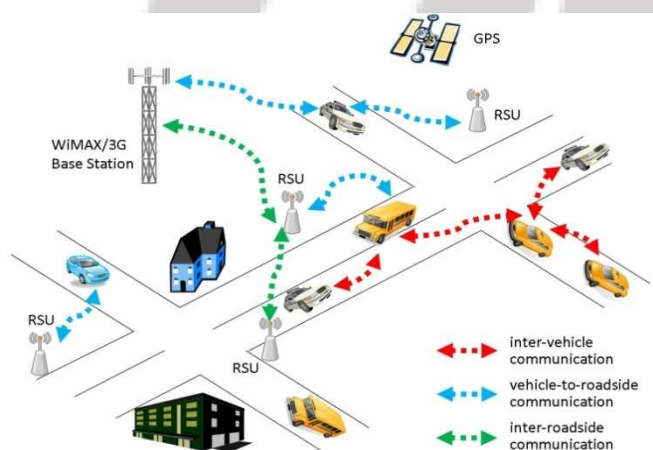 GPS
WiMAX/3G
Base Station
RSU
RSU
RSU
RSU
inter-vehicle
communication
vehicle-to-roadside
communication
inter-roadside
communication